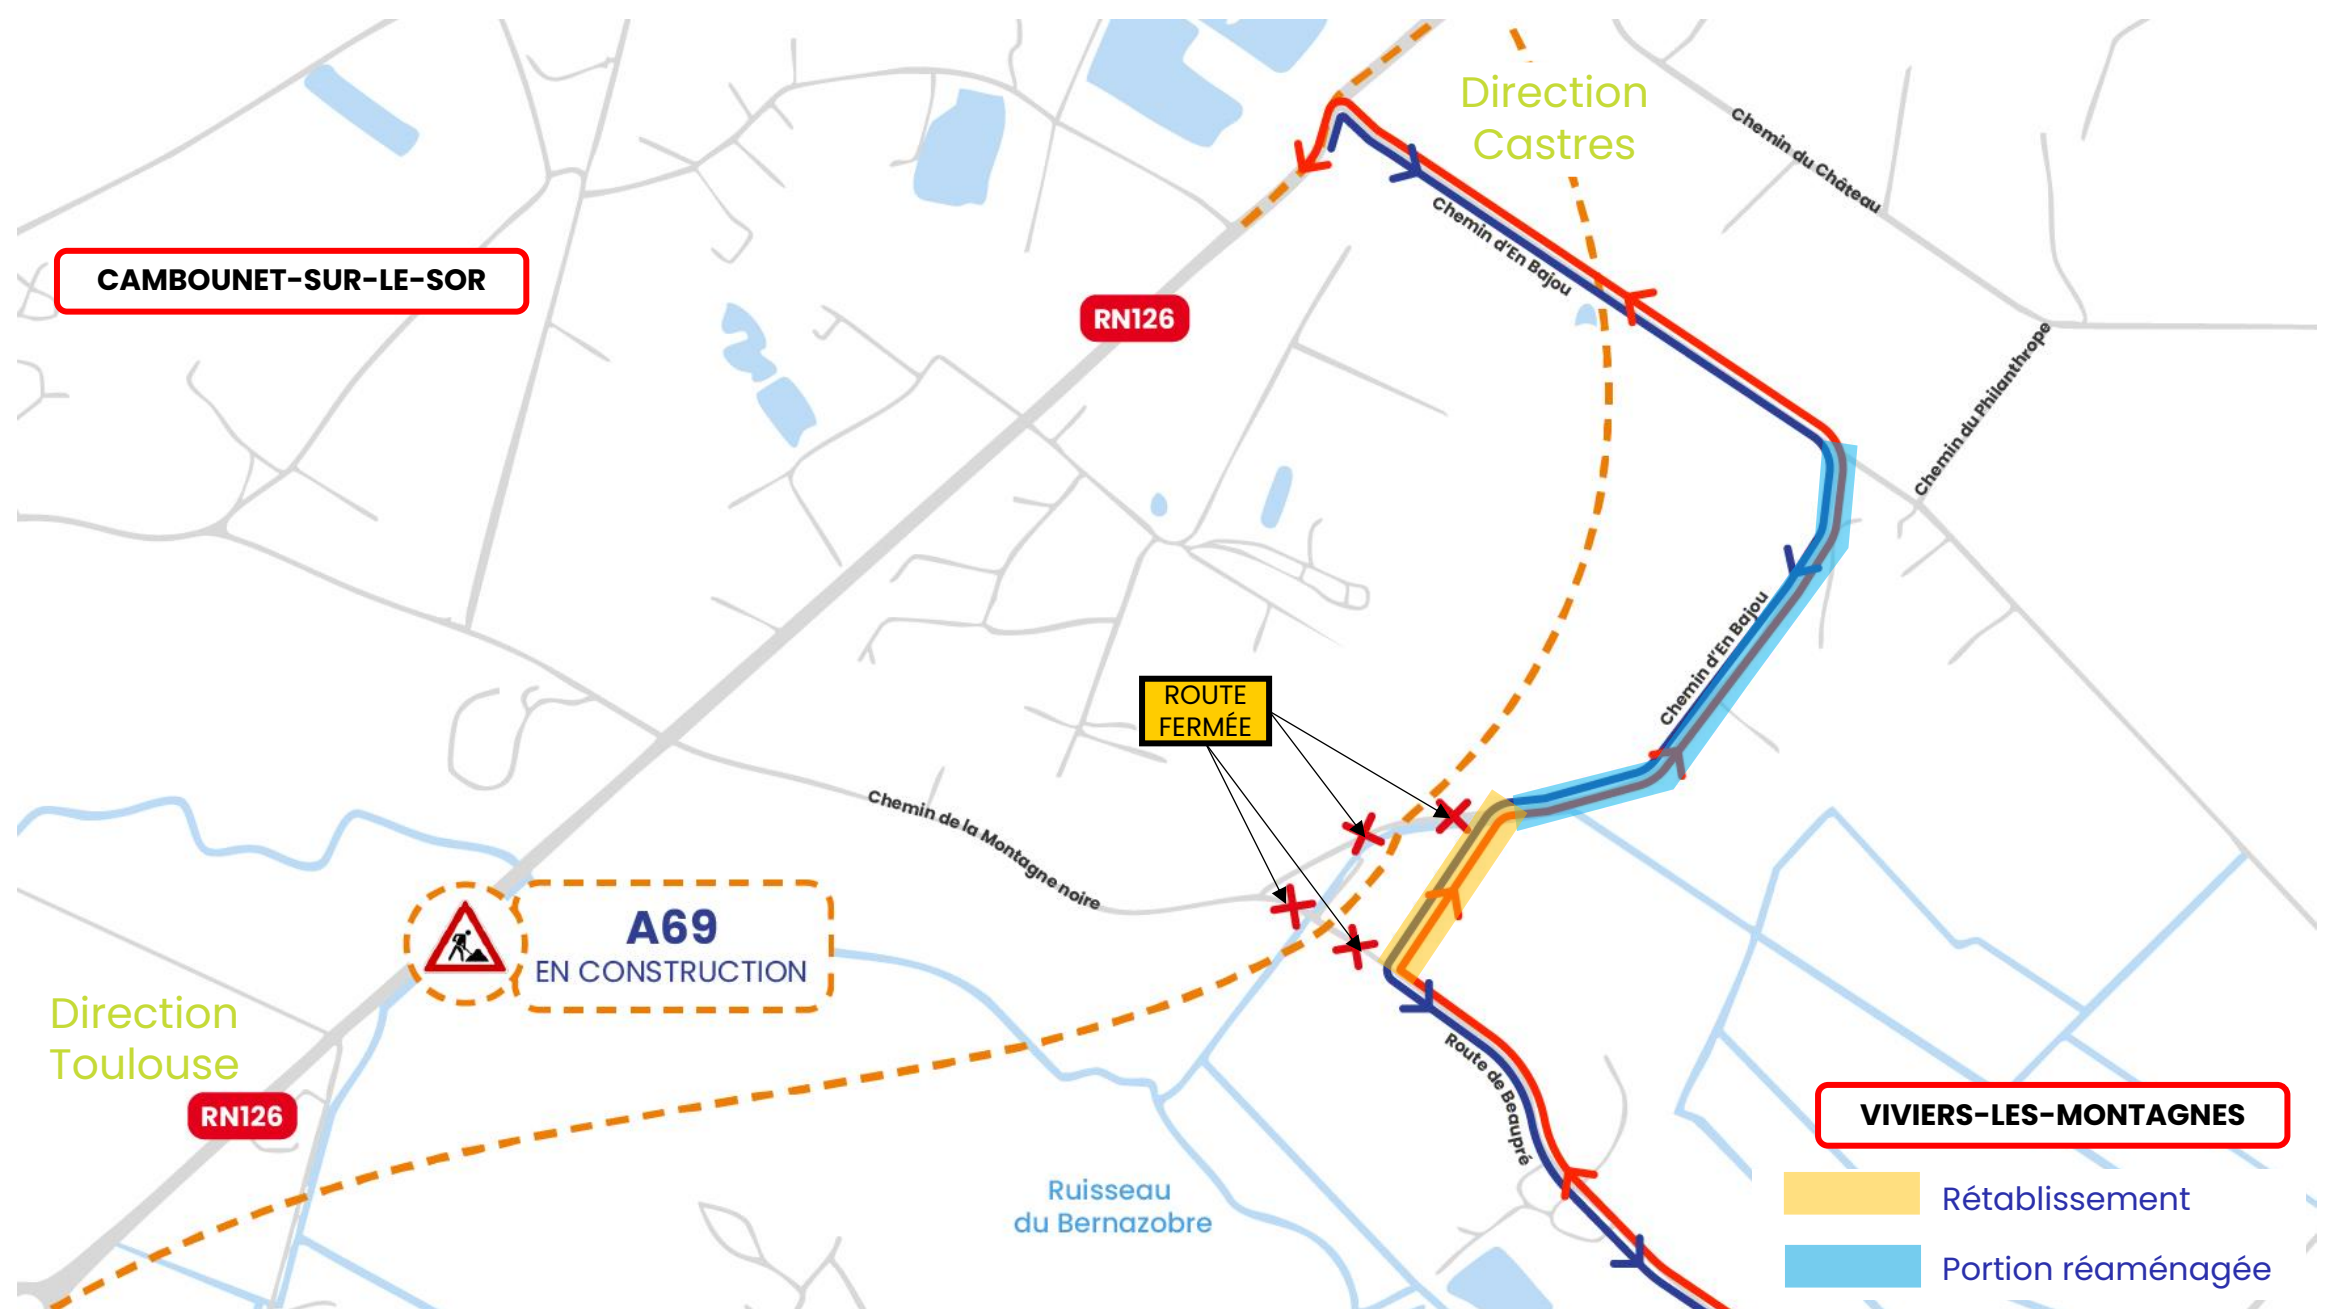 Direction
Castres
Chemin du Château
Chemin d'En Bajou
CAMBOUNET-SUR-LE-SOR
RN126
Chemin du Philanthrope
Chemin d'En Bajou
ROUTE
FERMÉE
Chemin de la Montagne noire
A69
EN CONSTRUCTION
Direction
Toulouse
RN126
Route de Beaupré
VIVIERS-LES-MONTAGNES
Ruisseau
du Bernazobre
Rétablissement
Portion réaménagée